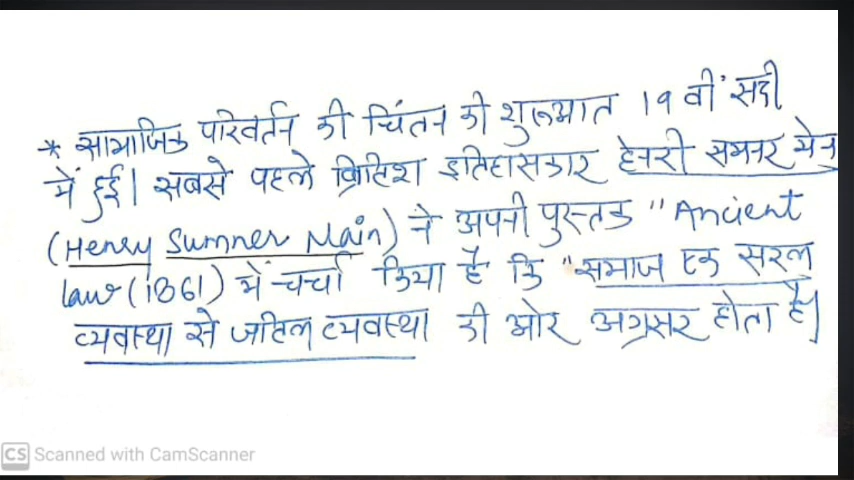 * सामाजिक परिवर्तन की चिंतन की शुरुआत 19 वीं सदी
में हुई। सबसे पहले ब्रिटिश इतिहासकार हेनरी समनर मेन
(Henry Sumner Main) ने अपनी पुस्तक "Ancient
law (1861) में चर्चा किया है कि "समाज एक सरल
व्यवस्था से जटिल व्यवस्था की ओर अग्रसर होता है।
CS Scanned with CamScanner